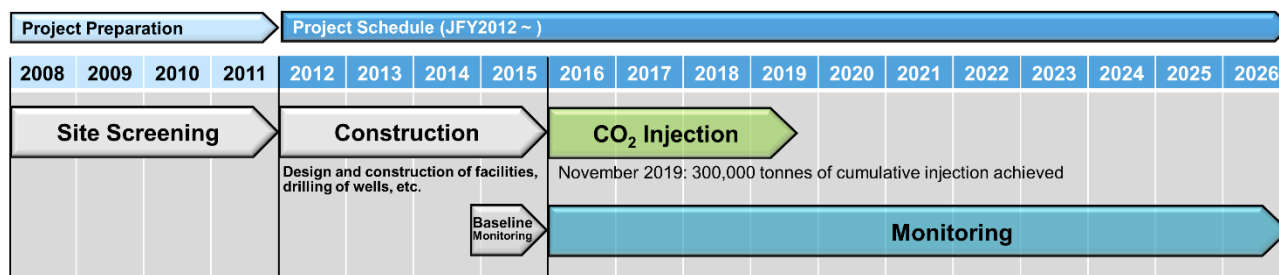 Project Preparation
Project Schedule (JFY2012 ~ )
2008 2009 2010 2011 2012 2013 2014 2015 2016 2017 2018 2019 2020 2021 2022 2023 2024 2025 2026
Site Screening
Construction
CO₂ Injection
Design and construction of facilities,
drilling of wells, etc.
November 2019: 300,000 tonnes of cumulative injection achieved
Baseline
Monitoring
Monitoring